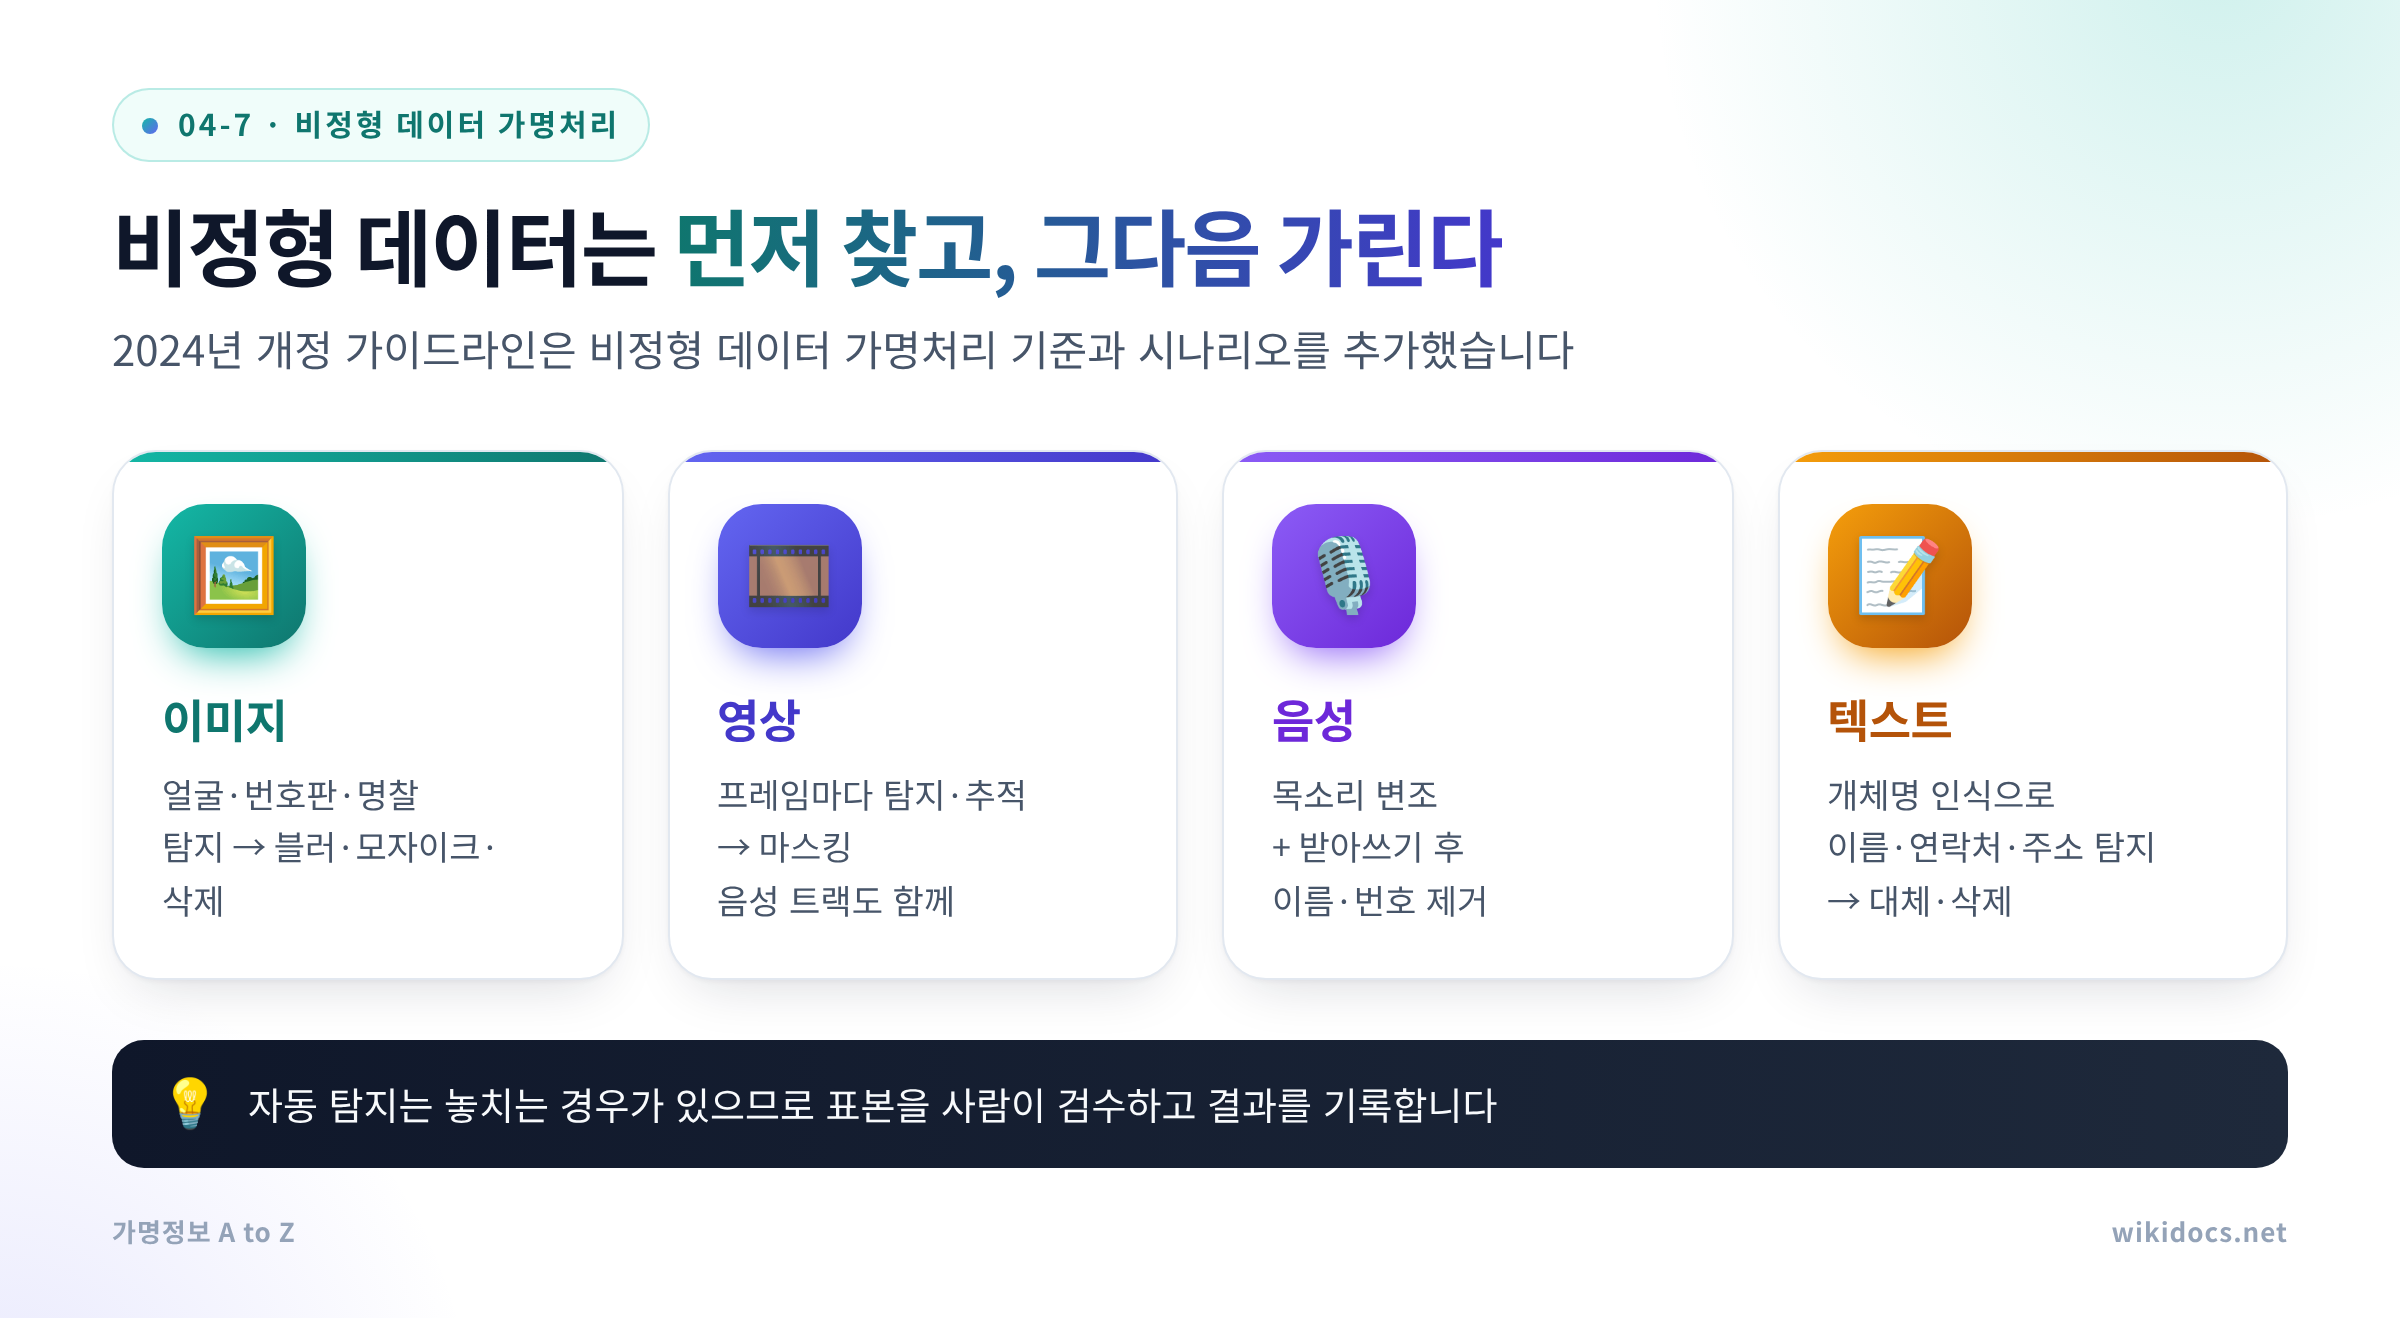 04-7 · 비정형 데이터 가명처리
비정형 데이터는 먼저 찾고, 그다음 가린다
2024년 개정 가이드라인은 비정형 데이터 가명처리 기준과 시나리오를 추가했습니다
이미지
얼굴·번호판·명찰
탐지 → 블러·모자이크·
삭제
영상
프레임마다 탐지·추적
→ 마스킹
음성 트랙도 함께
음성
목소리 변조
+ 받아쓰기 후
이름·번호 제거
텍스트
개체명 인식으로
이름·연락처·주소 탐지
→ 대체·삭제
자동 탐지는 놓치는 경우가 있으므로 표본을 사람이 검수하고 결과를 기록합니다
가명정보 A to Z
wikidocs.net